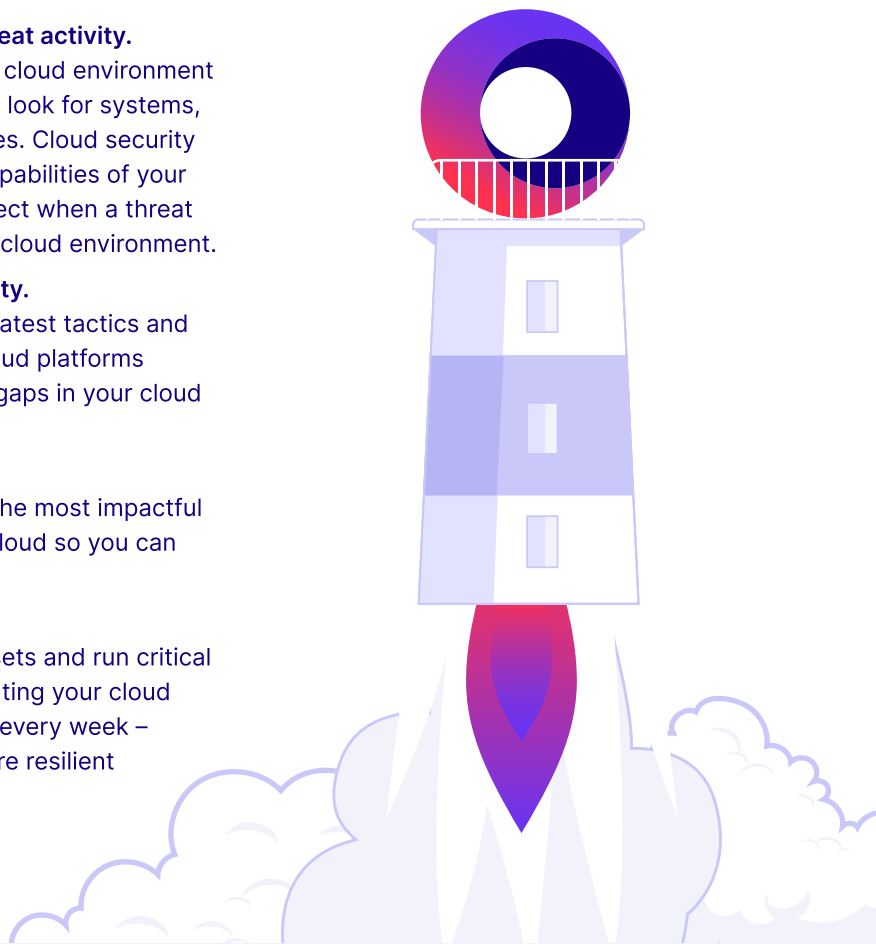 eat activity.
cloud environment
look for systems,
es. Cloud security
pabilities of your
ect when a threat
cloud environment.
ty.
atest tactics and
ud platforms
gaps in your cloud
he most impactful
loud so you can
sets and run critical
ting your cloud
every week –
re resilient